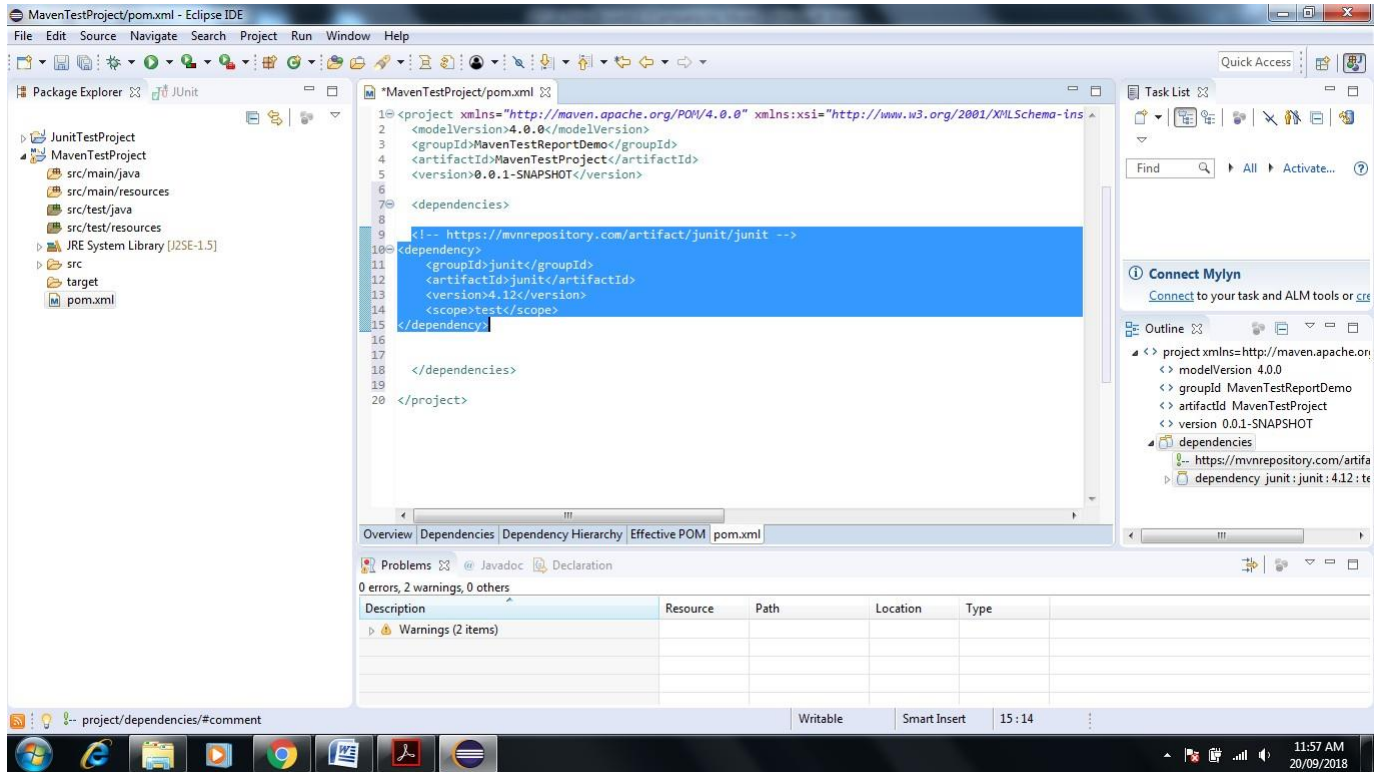 MavenTestProject/pom.xml - Eclipse IDE
File Edit Source Navigate Search Project Run Window Help
Quick Access
Package Explorer JUnit
JunitTestProject
MavenTestProject
src/main/java
src/main/resources
src/test/java
src/test/resources
JRE System Library [J2SE-1.5]
src
target
pom.xml
*MavenTestProject/pom.xml
1 <project xmlns="http://maven.apache.org/POM/4.0.0" xmlns:xsi="http://www.w3.org/2001/XMLSchema-ins
2 <modelVersion>4.0.0</modelVersion>
3 <groupId>MavenTestReportDemo</groupId>
4 <artifactId>MavenTestProject</artifactId>
5 <version>0.0.1-SNAPSHOT</version>
6
7 <dependencies>
8
9 <!-- https://mvnrepository.com/artifact/junit/junit -->
10 <dependency>
11 <groupId>junit</groupId>
12 <artifactId>junit</artifactId>
13 <version>4.12</version>
14 <scope>test</scope>
15 </dependency>
16
17
18 </dependencies>
19
20 </project>
Overview Dependencies Dependency Hierarchy Effective POM pom.xml
Task List
Find All Activate...
Connect Mylyn
Connect to your task and ALM tools or cre
Outline
project xmlns=http://maven.apache.or
modelVersion 4.0.0
groupId MavenTestReportDemo
artifactId MavenTestProject
version 0.0.1-SNAPSHOT
dependencies
https://mvnrepository.com/artifa
dependency junit : junit : 4.12 : te
Problems Javadoc Declaration
0 errors, 2 warnings, 0 others
Description Resource Path Location Type
Warnings (2 items)
project/dependencies/#comment Writable Smart Insert 15 : 14
11:57 AM
20/09/2018